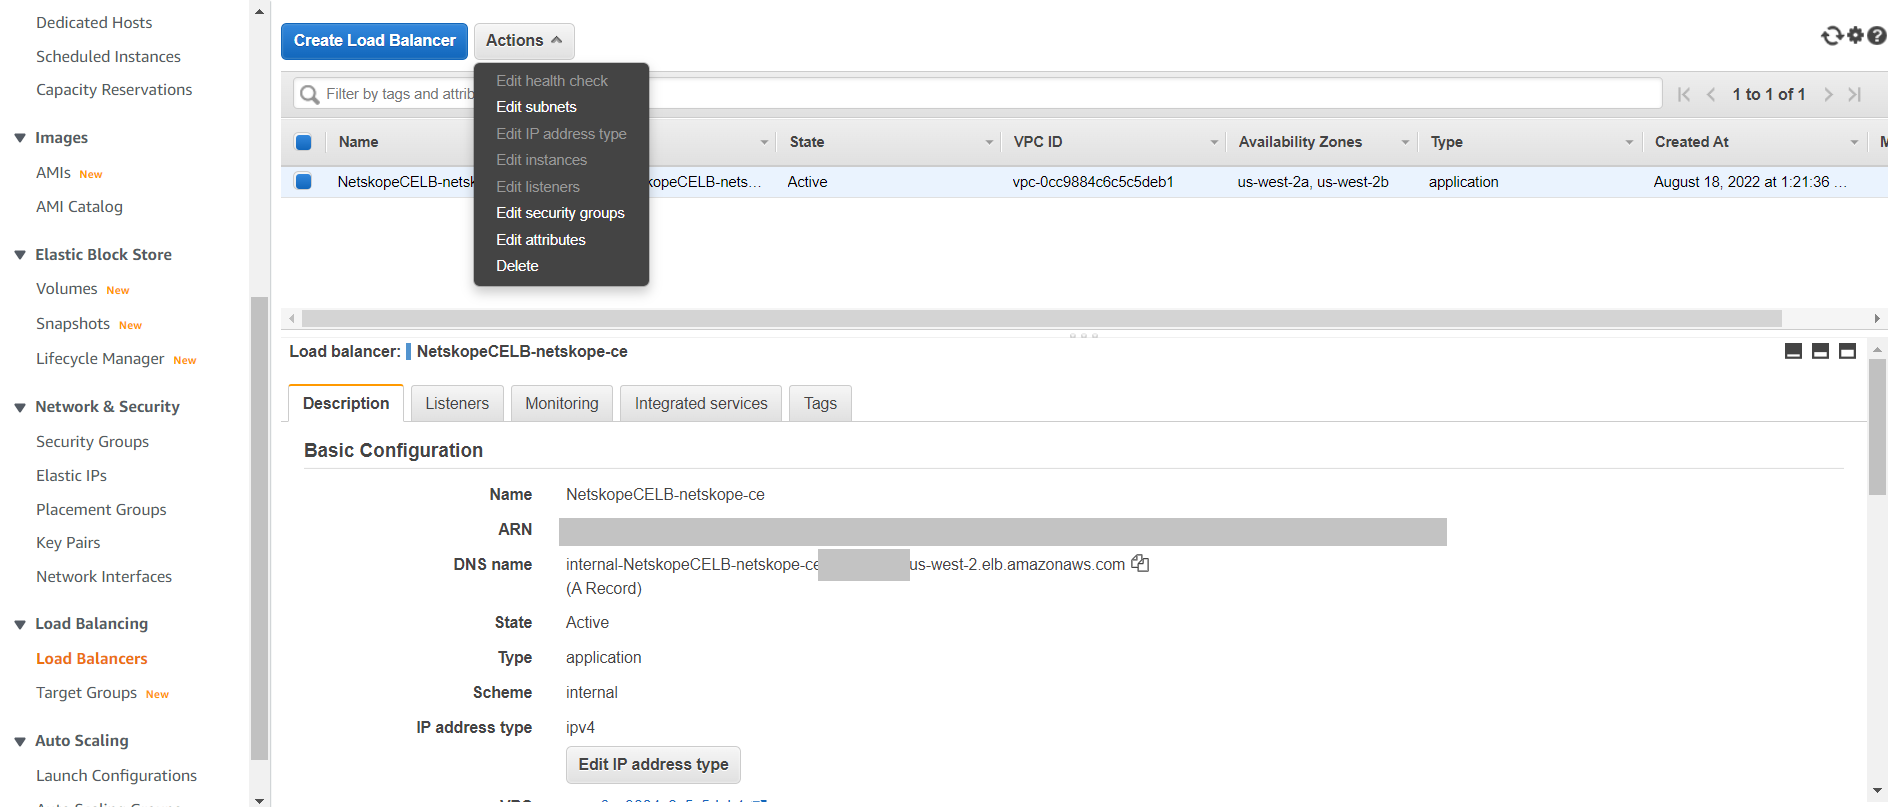 Dedicated Hosts
Scheduled Instances
Capacity Reservations
Images
AMIs New
AMI Catalog
Elastic Block Store
Volumes New
Snapshots New
Lifecycle Manager New
Network & Security
Security Groups
Elastic IPs
Placement Groups
Key Pairs
Network Interfaces
Load Balancing
Load Balancers
Target Groups New
Auto Scaling
Launch Configurations
Create Load Balancer Actions
Edit health check
Edit subnets
Edit IP address type
Edit instances
Edit listeners
Edit security groups
Edit attributes
Delete
Filter by tags and attrib
1 to 1 of 1
Name State VPC ID Availability Zones Type Created At M
NetskopeCELB-netsk kopeCELB-nets... Active vpc-0cc9884c6c5c5deb1 us-west-2a, us-west-2b application August 18, 2022 at 1:21:36 ...
Load balancer: NetskopeCELB-netskope-ce
Description Listeners Monitoring Integrated services Tags
Basic Configuration
Name NetskopeCELB-netskope-ce
ARN
DNS name internal-NetskopeCELB-netskope-ce us-west-2.elb.amazonaws.com
(A Record)
State Active
Type application
Scheme internal
IP address type ipv4
Edit IP address type